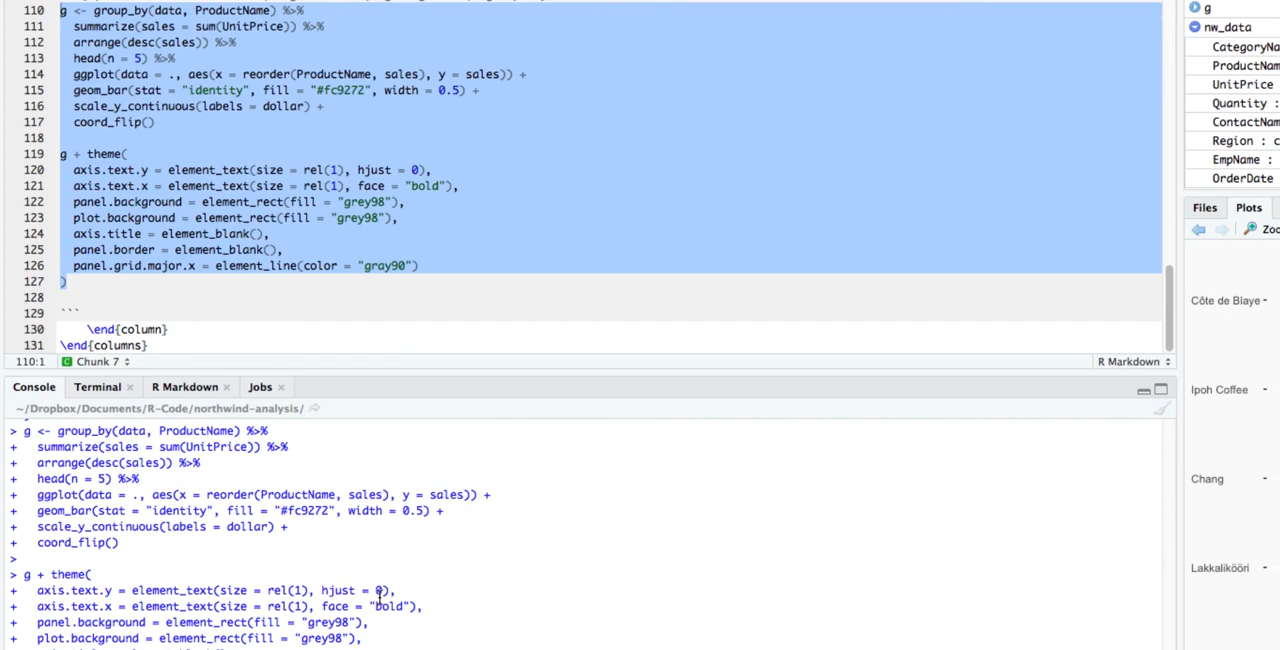 110 g <- group_by(data, ProductName) %>%
111 summarize(sales = sum(UnitPrice)) %>%
112 arrange(desc(sales)) %>%
113 head(n = 5) %>%
114 ggplot(data = ., aes(x = reorder(ProductName, sales), y = sales)) +
115 geom_bar(stat = "identity", fill = "#fc9272", width = 0.5) +
116 scale_y_continuous(labels = dollar) +
117 coord_flip()
118
119 g + theme(
120 axis.text.y = element_text(size = rel(1), hjust = 0),
121 axis.text.x = element_text(size = rel(1), face = "bold"),
122 panel.background = element_rect(fill = "grey98"),
123 plot.background = element_rect(fill = "grey98"),
124 axis.title = element_blank(),
125 panel.border = element_blank(),
126 panel.grid.major.x = element_line(color = "gray90")
127 )
128
129 ```
130 \end{column}
131 \end{columns}
110:1 Chunk 7 R Markdown
Console Terminal R Markdown Jobs
~/Dropbox/Documents/R-Code/northwind-analysis/
> g <- group_by(data, ProductName) %>%
+ summarize(sales = sum(UnitPrice)) %>%
+ arrange(desc(sales)) %>%
+ head(n = 5) %>%
+ ggplot(data = ., aes(x = reorder(ProductName, sales), y = sales)) +
+ geom_bar(stat = "identity", fill = "#fc9272", width = 0.5) +
+ scale_y_continuous(labels = dollar) +
+ coord_flip()
>
> g + theme(
+ axis.text.y = element_text(size = rel(1), hjust = 0),
+ axis.text.x = element_text(size = rel(1), face = "bold"),
+ panel.background = element_rect(fill = "grey98"),
+ plot.background = element_rect(fill = "grey98"),
g
nw_data
CategoryNa
ProductNam
UnitPrice
Quantity :
ContactNam
Region : c
EmpName :
OrderDate
Files Plots
Zoo
Côte de Blaye
Ipoh Coffee
Chang
Lakkalikööri